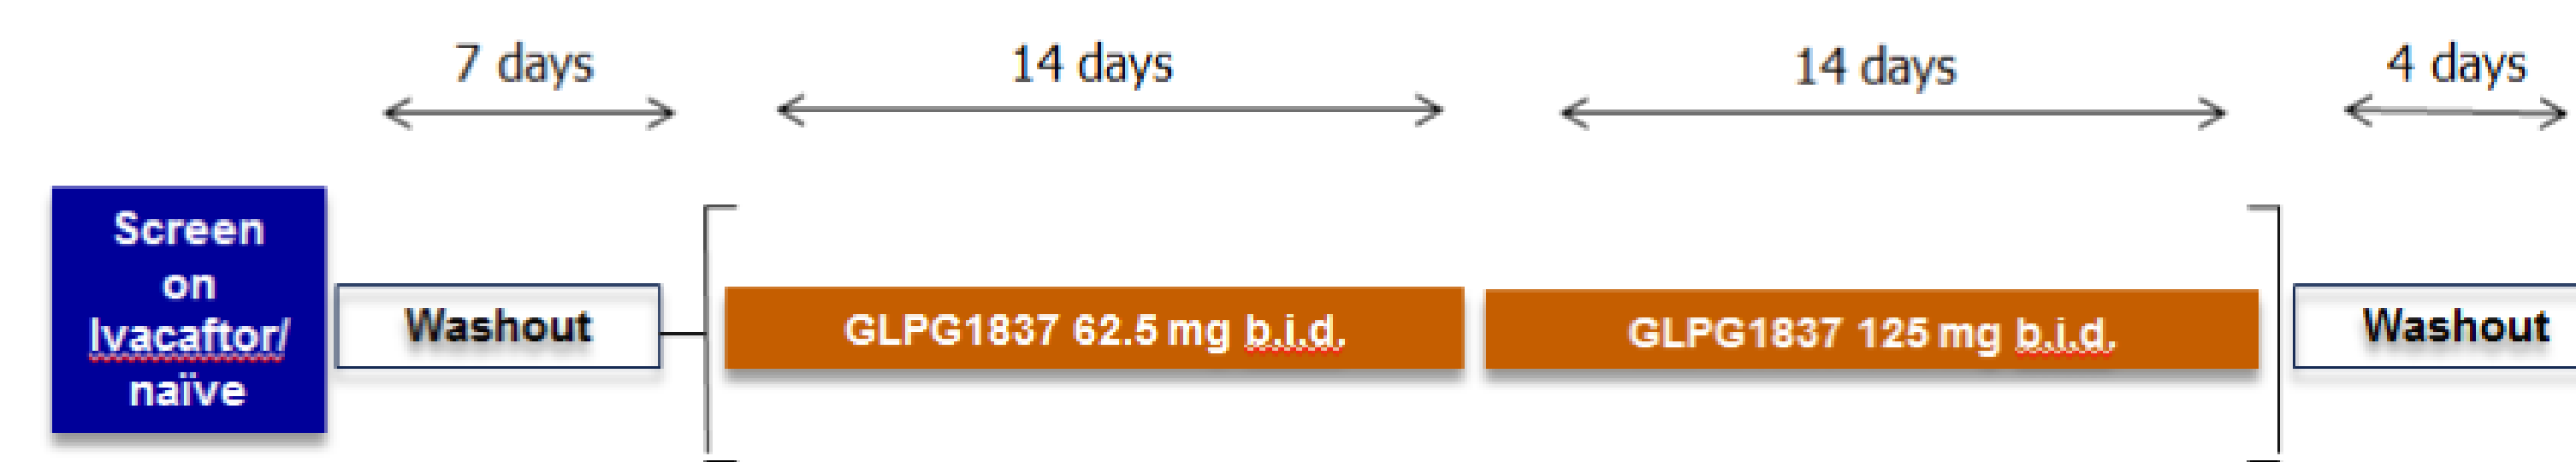 7 days
14 days
14 days
4 days
Screen
on
Ivacaftor/
naïve
Washout
GLPG1837 62.5 mg b.i.d.
GLPG1837 125 mg b.i.d.
Washout